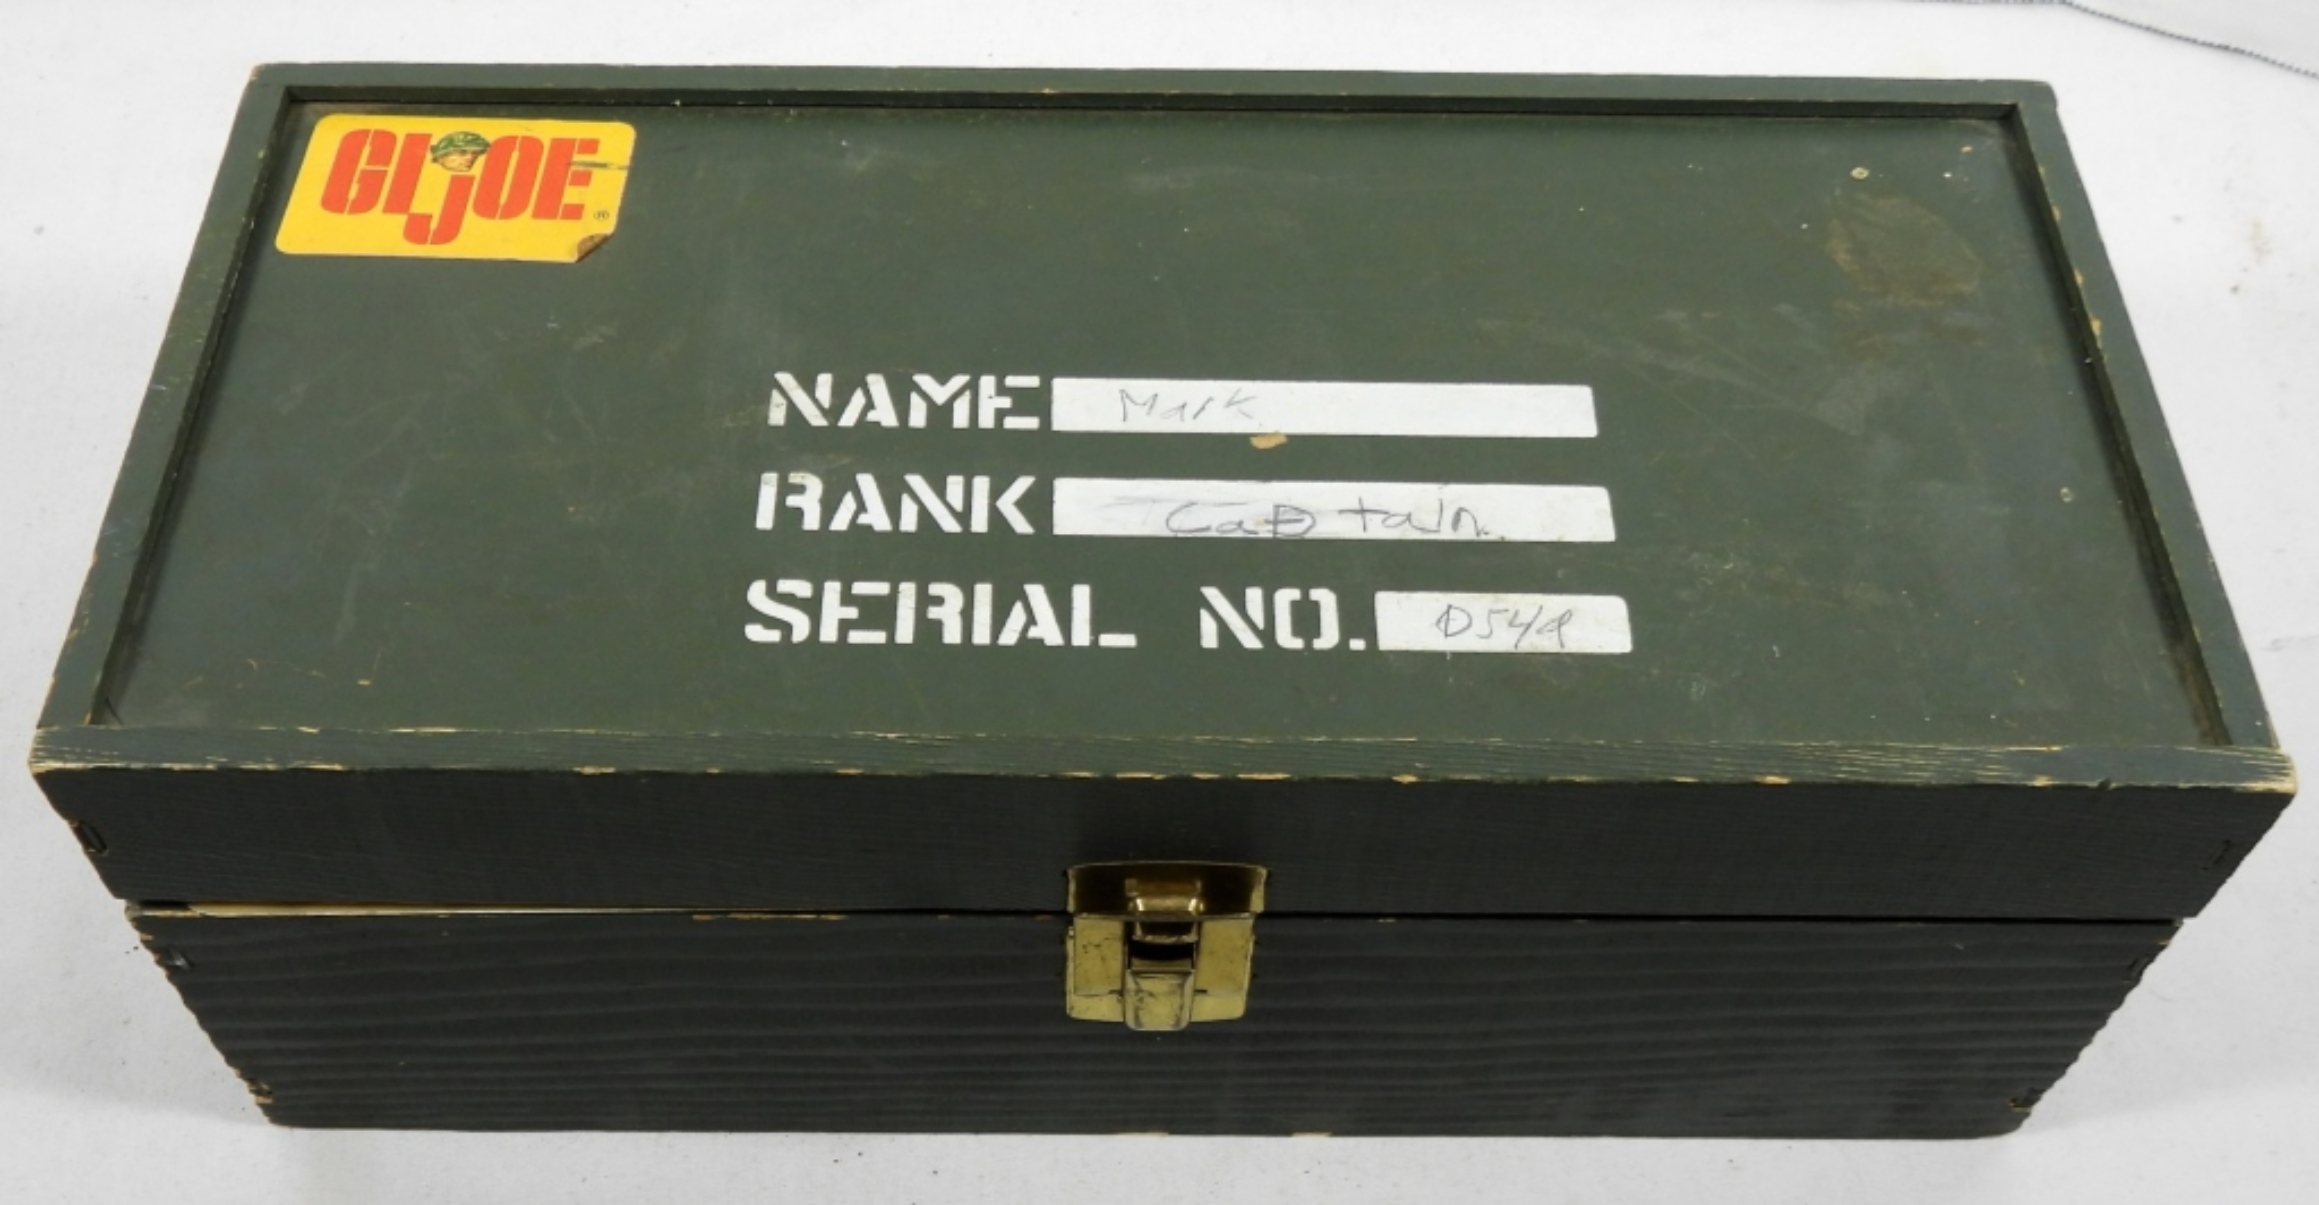 GI JOE ®
NAME Mark
RANK Captain
SERIAL NO. 0549